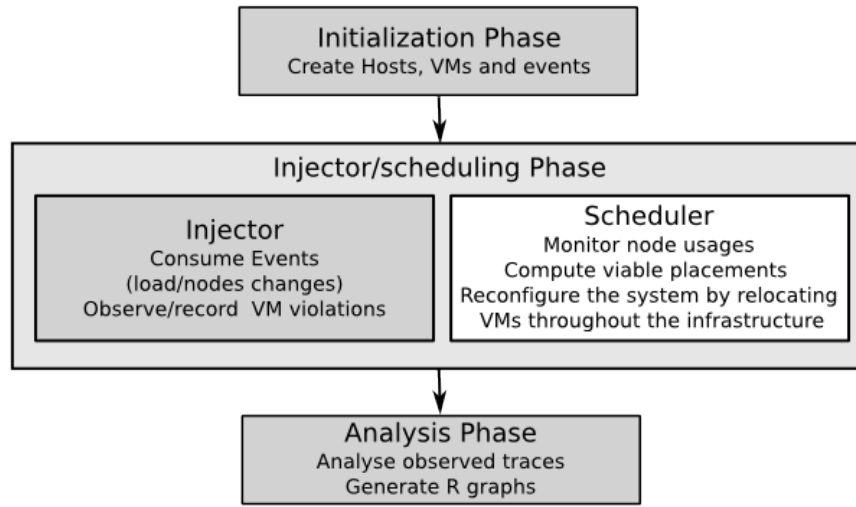 Initialization Phase
Create Hosts, VMs and events
Injector/scheduling Phase
Injector
Consume Events
(load/nodes changes)
Observe/record VM violations
Scheduler
Monitor node usages
Compute viable placements
Reconfigure the system by relocating
VMs throughout the infrastructure
Analysis Phase
Analyse observed traces
Generate R graphs